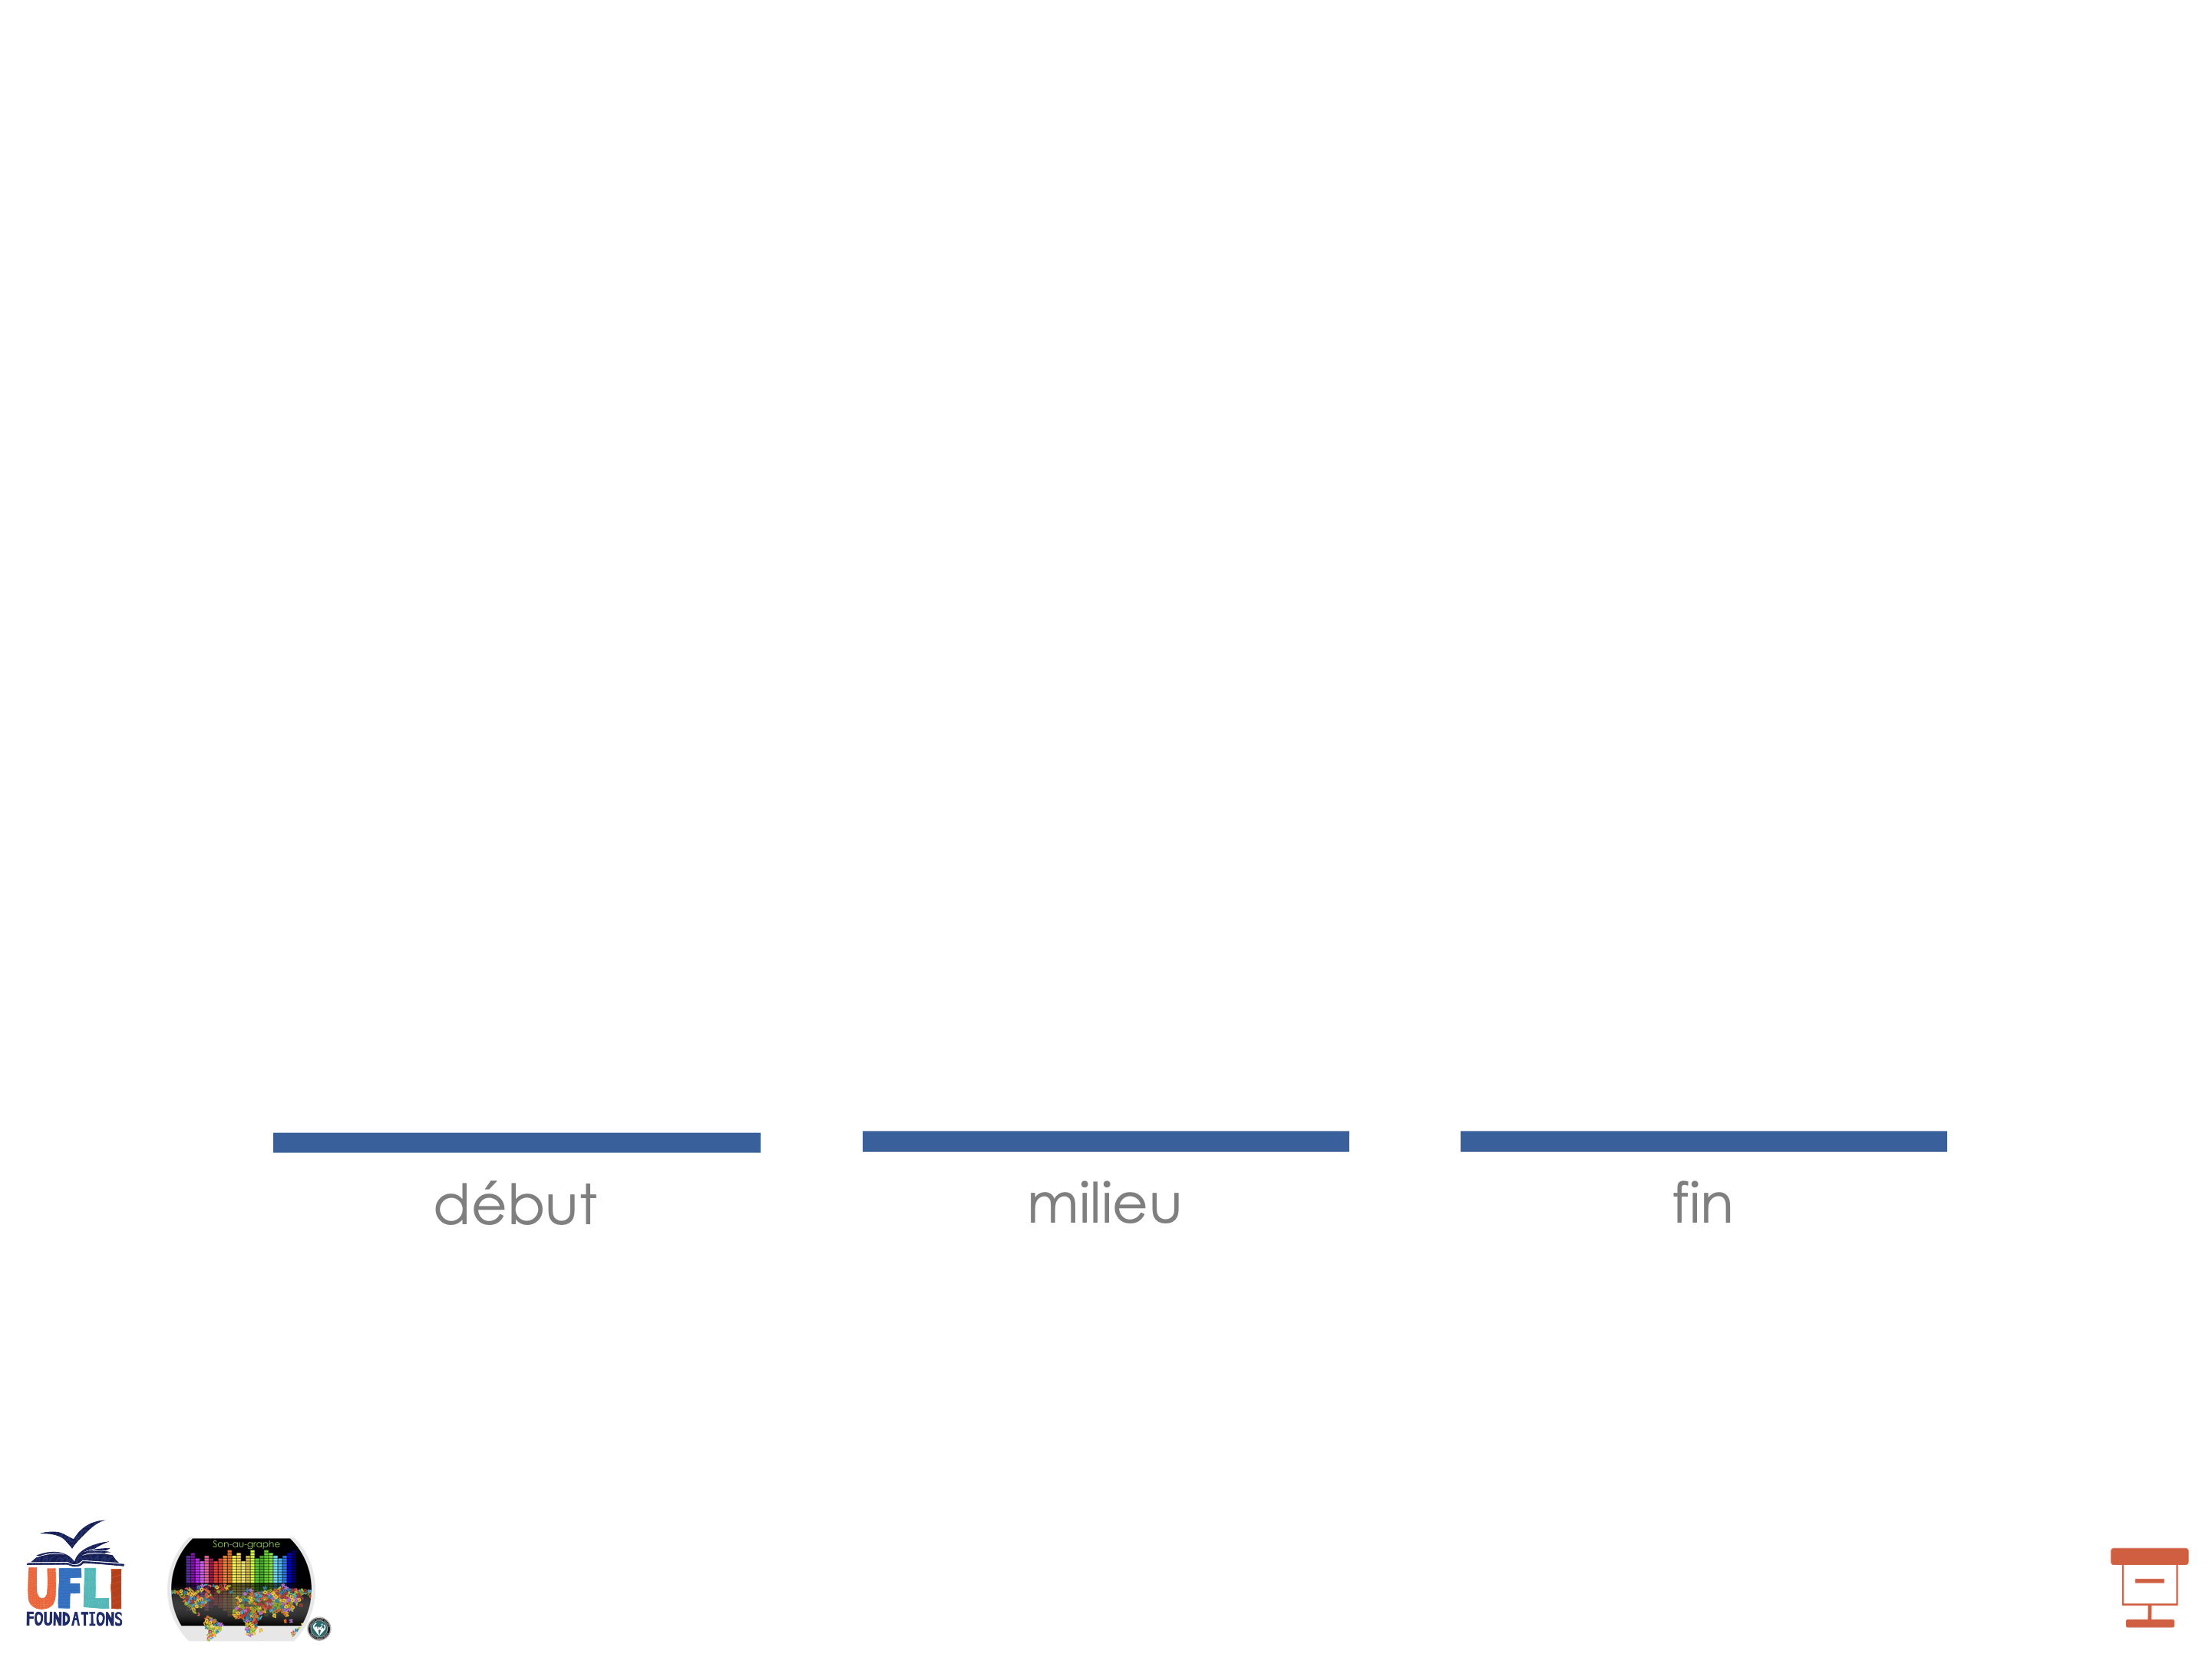 début milieu fin
Son-au-graphe
UFLI
FOUNDATIONS